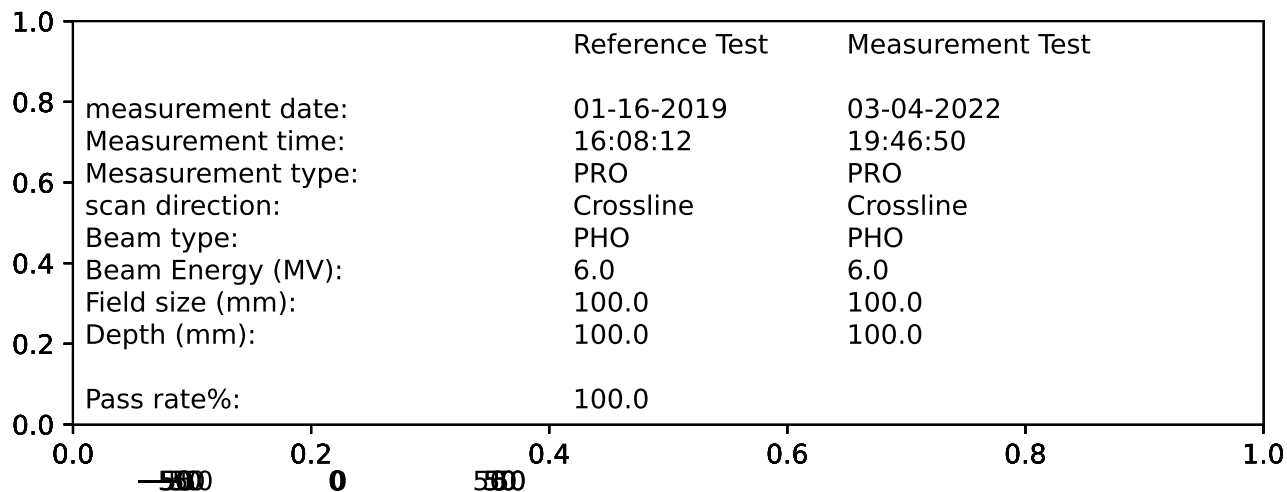 1.0
Reference Test Measurement Test
0.8
measurement date: 01-16-2019 03-04-2022
Measurement time: 16:08:12 19:46:50
Mesasurement type: PRO PRO
0.6
scan direction: Crossline Crossline
Beam type: PHO PHO
0.4
Beam Energy (MV): 6.0 6.0
Field size (mm): 100.0 100.0
0.2
Depth (mm): 100.0 100.0
Pass rate%: 100.0
0.0
0.0 0.2 0.4 0.6 0.8 1.0
0